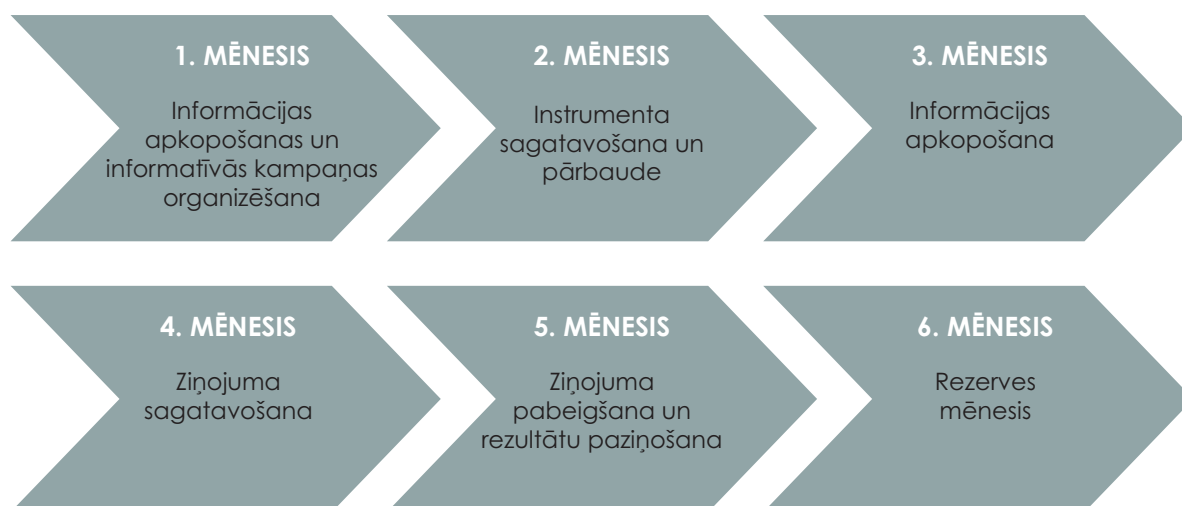 1. MĒNESIS
Informācijas
apkopošanas un
informatīvās kampaņas
organizēšana
2. MĒNESIS
Instrumenta
sagatavošana un
pārbaude
3. MĒNESIS
Informācijas
apkopošana
4. MĒNESIS
Ziņojuma
sagatavošana
5. MĒNESIS
Ziņojuma
pabeigšana un
rezultātu paziņošana
6. MĒNESIS
Rezerves
mēnesis